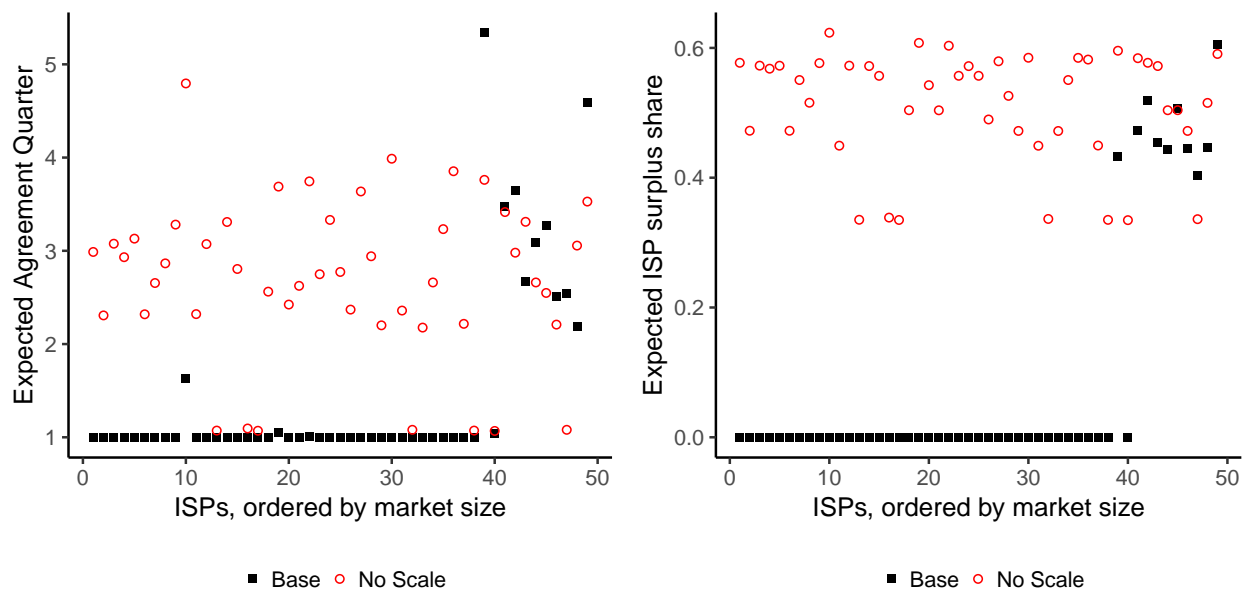 Expected Agreement Quarter
5
4
3
2
1
0 10 20 30 40 50
ISPs, ordered by market size
Base No Scale
Expected ISP surplus share
0.6
0.4
0.2
0.0
0 10 20 30 40 50
ISPs, ordered by market size
Base No Scale